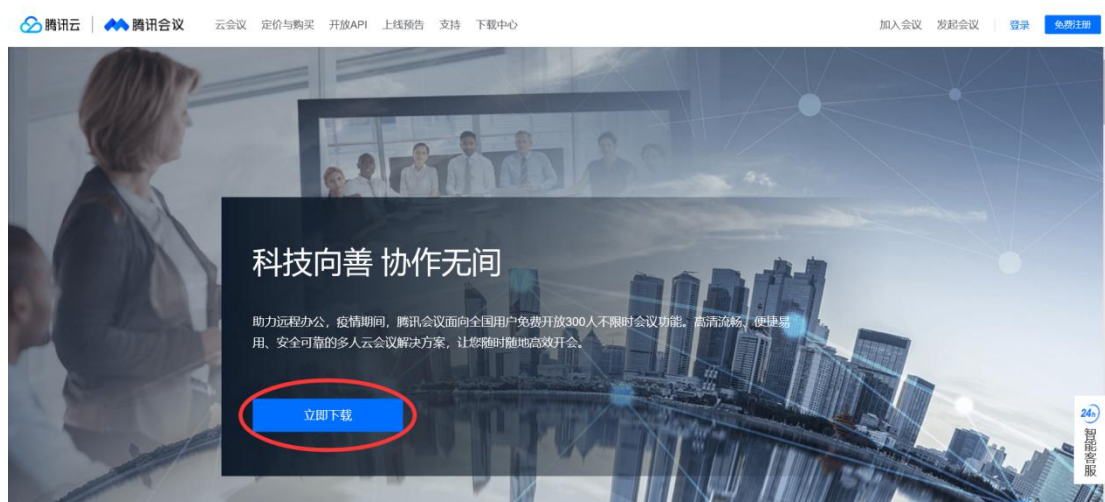 腾讯云 腾讯会议 云会议 定价与购买 开放API 上线预告 支持 下载中心 加入会议 发起会议 登录 免费注册
科技向善 协作无间
助力远程办公，疫情期间，腾讯会议面向全国用户免费开放300人不限时会议功能。高清流畅、便捷易
用、安全可靠的多人云会议解决方案，让您随时随地高效开会。
立即下载
24h
智能客服